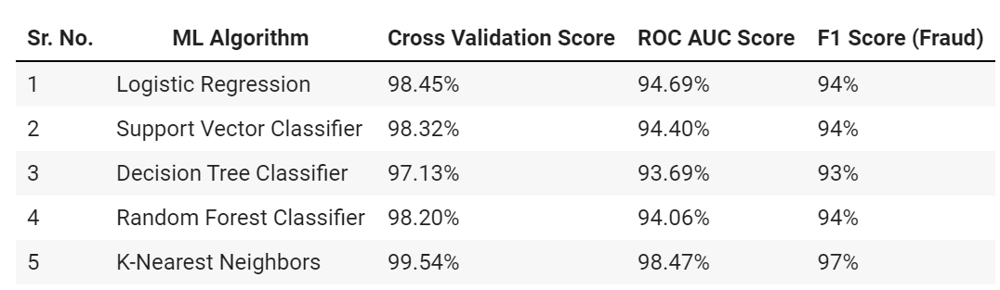 Sr. No. ML Algorithm Cross Validation Score ROC AUC Score F1 Score (Fraud)
1 Logistic Regression 98.45% 94.69% 94%
2 Support Vector Classifier 98.32% 94.40% 94%
3 Decision Tree Classifier 97.13% 93.69% 93%
4 Random Forest Classifier 98.20% 94.06% 94%
5 K-Nearest Neighbors 99.54% 98.47% 97%